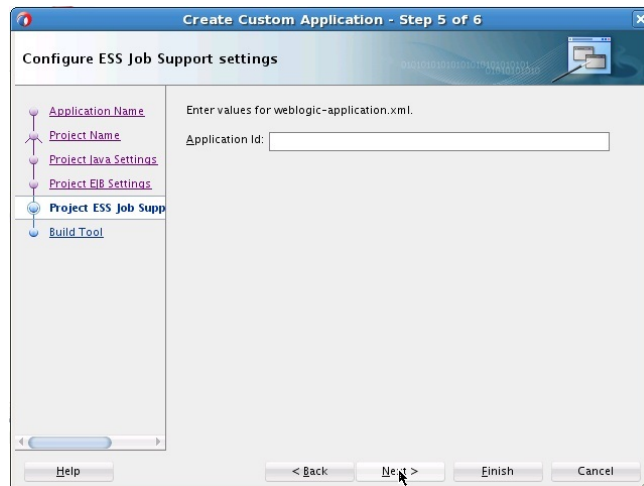 Create Custom Application - Step 5 of 6
Configure ESS Job Support settings
Application Name
Project Name
Project Java Settings
Project EJB Settings
Project ESS Job Supp
Build Tool
Enter values for weblogic-application.xml.
Application Id:
Help
< Back
Next >
Finish
Cancel